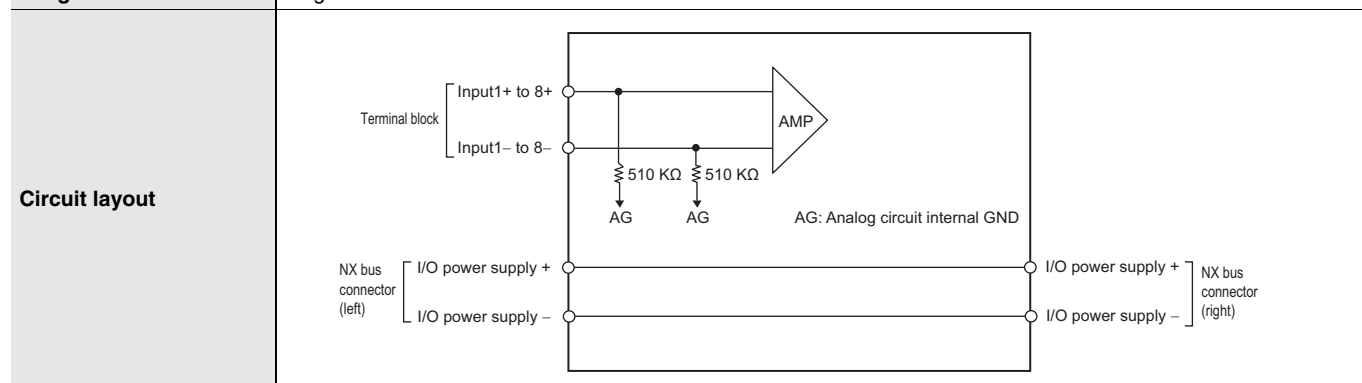 Circuit layout
Terminal block
Input1+ to 8+
Input1– to 8–
AMP
510 KΩ 510 KΩ
AG AG
AG: Analog circuit internal GND
NX bus
connector
(left)
I/O power supply +
I/O power supply –
I/O power supply +
I/O power supply –
NX bus
connector
(right)